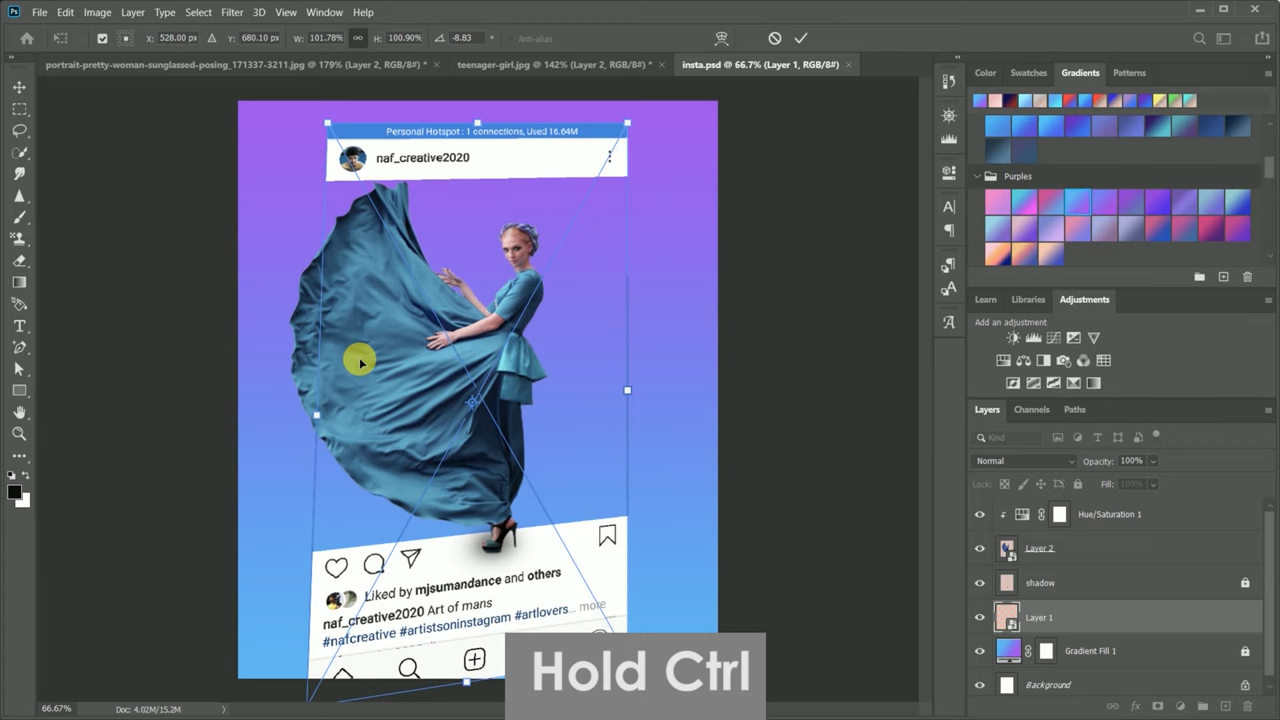 Ps File Edit Image Layer Type Select Filter 3D View Window Help
X: 528.00 px Y: 680.10 px W: 101.78% H: 100.90% -8.83 ° Anti-alias
portrait-pretty-woman-sunglassed-posing_171337-3211.jpg @ 179% (Layer 2, RGB/8#) * × teenager-girl.jpg @ 142% (Layer 2, RGB/8#) * × insta.psd @ 66.7% (Layer 1, RGB/8#) ×
Color Swatches Gradients Patterns
Purples
Personal Hotspot : 1 connections, Used 16.64M
naf_creative2020
Learn Libraries Adjustments
Add an adjustment
Layers Channels Paths
Kind
Normal Opacity: 100%
Lock: Fill: 100%
Hue/Saturation 1
Layer 2
shadow
Layer 1
Gradient Fill 1
Background
Liked by mjsumandance and others
naf_creative2020 Art of mans
#nafcreative #artistsoninstagram #artlovers... more
Hold Ctrl
66.67% Doc: 4.02M/15.2M